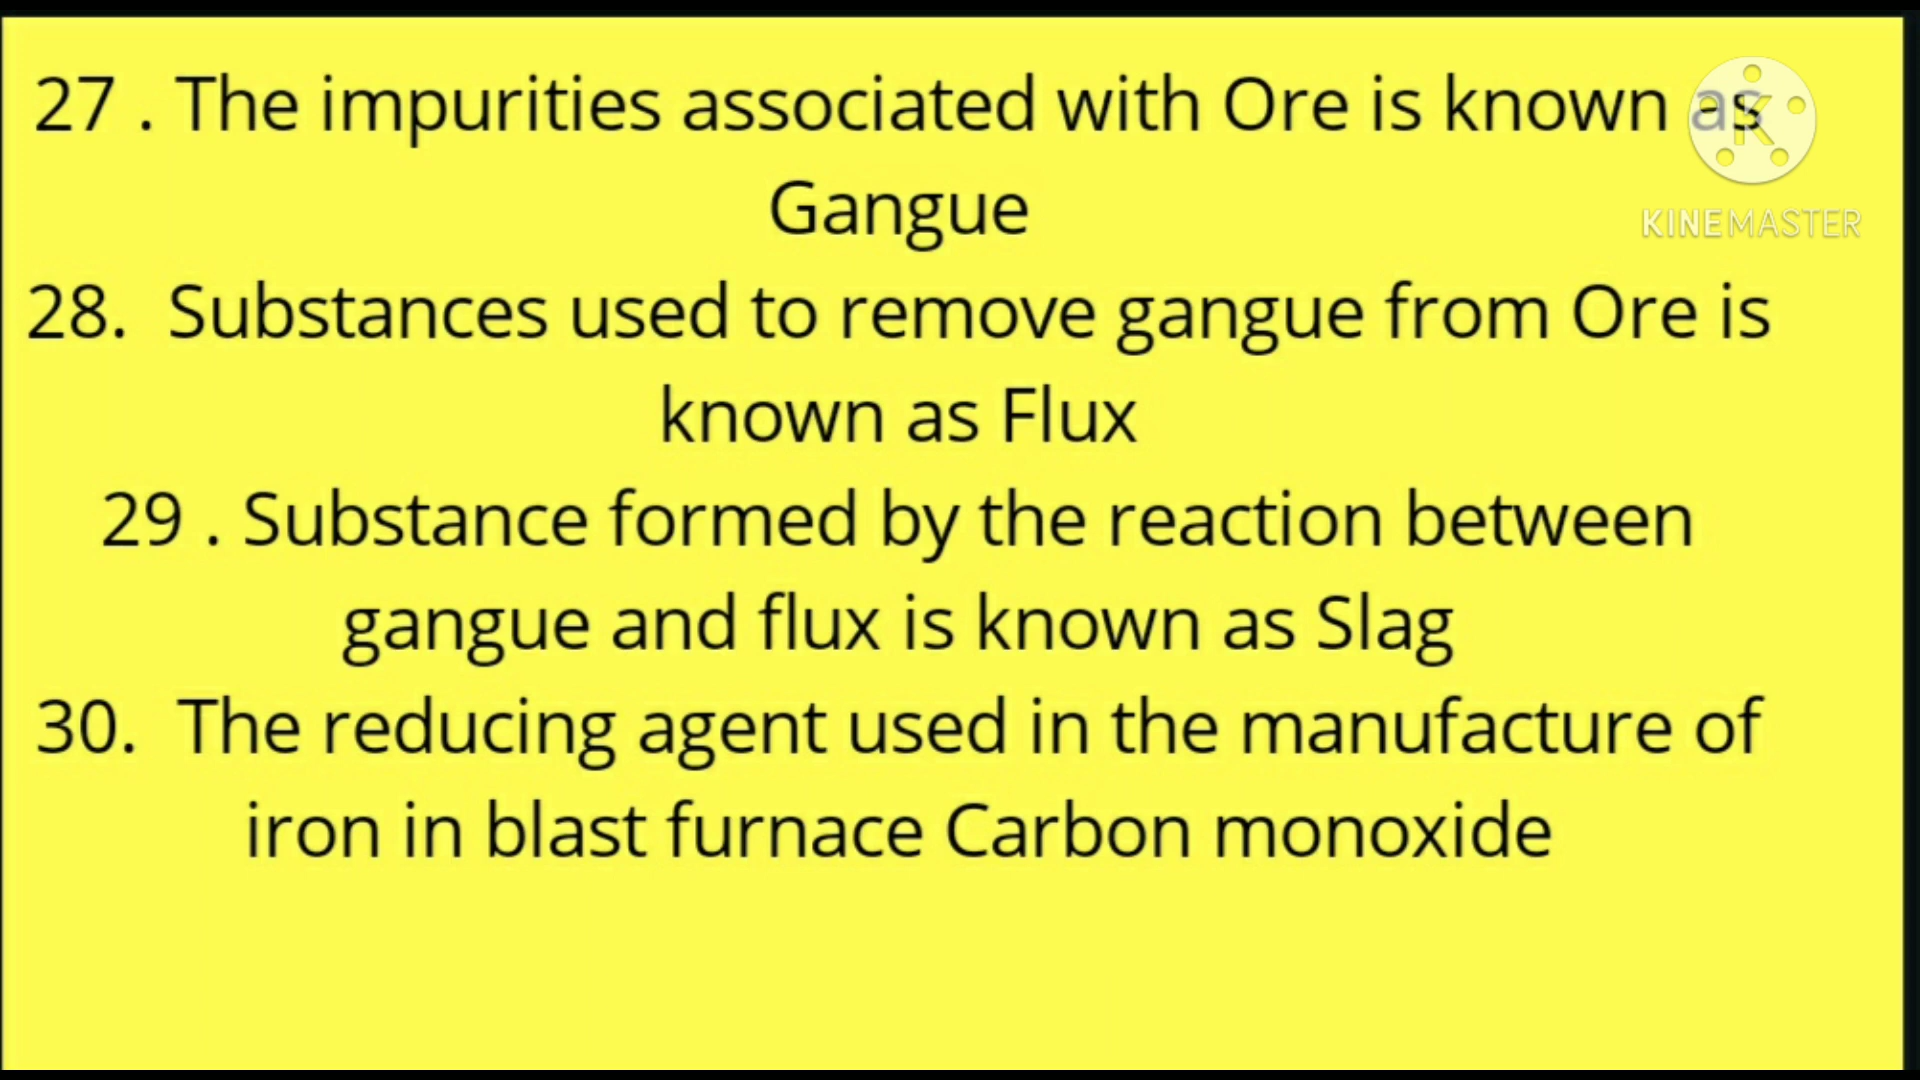 27 . The impurities associated with Ore is known as
Gangue
KINEMASTER
28.  Substances used to remove gangue from Ore is
known as Flux
29 . Substance formed by the reaction between
gangue and flux is known as Slag
30.  The reducing agent used in the manufacture of
iron in blast furnace Carbon monoxide